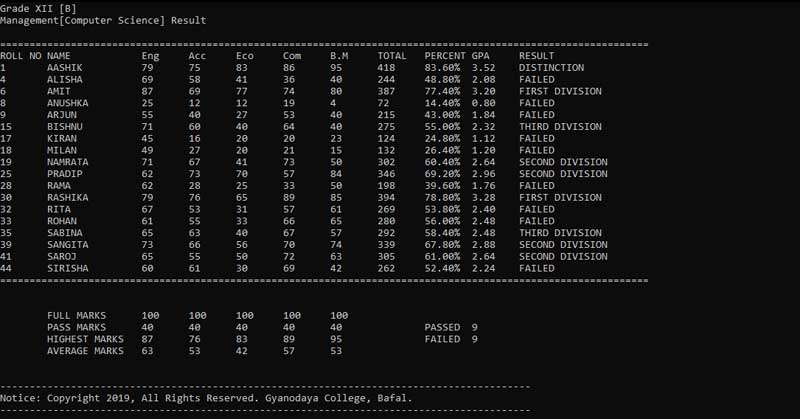 Grade XII [B]
Management[Computer Science] Result
=============================================================================================================
ROLL NO NAME Eng Acc Eco Com B.M TOTAL PERCENT GPA RESULT
1 AASHIK 79 75 83 86 95 418 83.60% 3.52 DISTINCTION
4 ALISHA 69 58 41 36 40 244 48.80% 2.08 FAILED
6 AMIT 87 69 77 74 80 387 77.40% 3.20 FIRST DIVISION
8 ANUSHKA 25 12 12 19 4 72 14.40% 0.80 FAILED
9 ARJUN 55 40 27 53 40 215 43.00% 1.84 FAILED
15 BISHNU 71 60 40 64 40 275 55.00% 2.32 THIRD DIVISION
17 KIRAN 45 16 20 20 23 124 24.80% 1.12 FAILED
18 MILAN 49 27 20 21 15 132 26.40% 1.20 FAILED
19 NAMRATA 71 67 41 73 50 302 60.40% 2.64 SECOND DIVISION
25 PRADIP 62 73 70 57 84 346 69.20% 2.96 SECOND DIVISION
28 RAMA 62 28 25 33 50 198 39.60% 1.76 FAILED
30 RASHIKA 79 76 65 89 85 394 78.80% 3.28 FIRST DIVISION
32 RITA 67 53 31 57 61 269 53.80% 2.40 FAILED
33 ROHAN 61 55 33 66 65 280 56.00% 2.48 FAILED
35 SABINA 65 63 40 67 57 292 58.40% 2.48 THIRD DIVISION
39 SANGITA 73 66 56 70 74 339 67.80% 2.88 SECOND DIVISION
41 SAROJ 65 55 50 72 63 305 61.00% 2.64 SECOND DIVISION
44 SIRISHA 60 61 30 69 42 262 52.40% 2.24 FAILED
=============================================================================================================
FULL MARKS 100 100 100 100 100
PASS MARKS 40 40 40 40 40 PASSED 9
HIGHEST MARKS 87 76 83 89 95 FAILED 9
AVERAGE MARKS 63 53 42 57 53
-----------------------------------------------------------------------------------------
Notice: Copyright 2019, All Rights Reserved. Gyanodaya College, Bafal.
-----------------------------------------------------------------------------------------